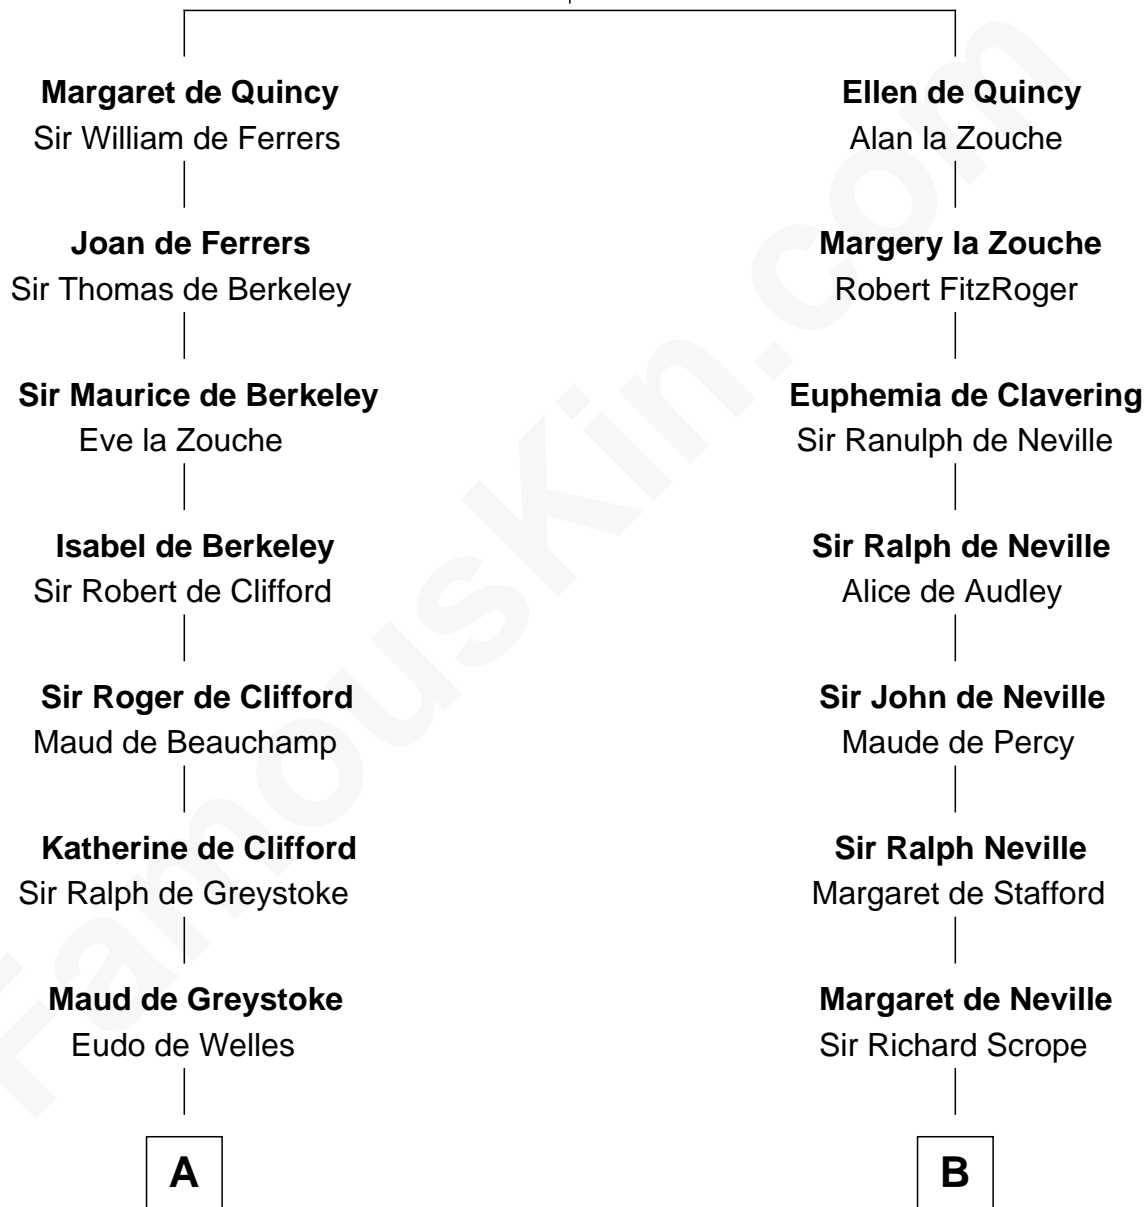 Margaret de Quincy
Sir William de Ferrers
Joan de Ferrers
Sir Thomas de Berkeley
Sir Maurice de Berkeley
Eve la Zouche
Isabel de Berkeley
Sir Robert de Clifford
Sir Roger de Clifford
Maud de Beauchamp
Katherine de Clifford
Sir Ralph de Greystoke
Maud de Greystoke
Eudo de Welles
A
Ellen de Quincy
Alan la Zouche
Margery la Zouche
Robert FitzRoger
Euphemia de Clavering
Sir Ranulph de Neville
Sir Ralph de Neville
Alice de Audley
Sir John de Neville
Maude de Percy
Sir Ralph Neville
Margaret de Stafford
Margaret de Neville
Sir Richard Scrope
B
FamousKin.com